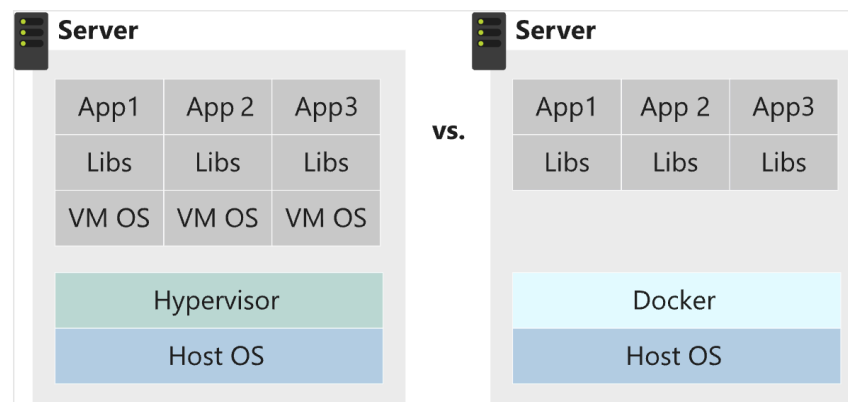 Server
App1 App 2 App3
Libs Libs Libs
VM OS VM OS VM OS
Hypervisor
Host OS
vs.
Server
App1 App 2 App3
Libs Libs Libs
Docker
Host OS